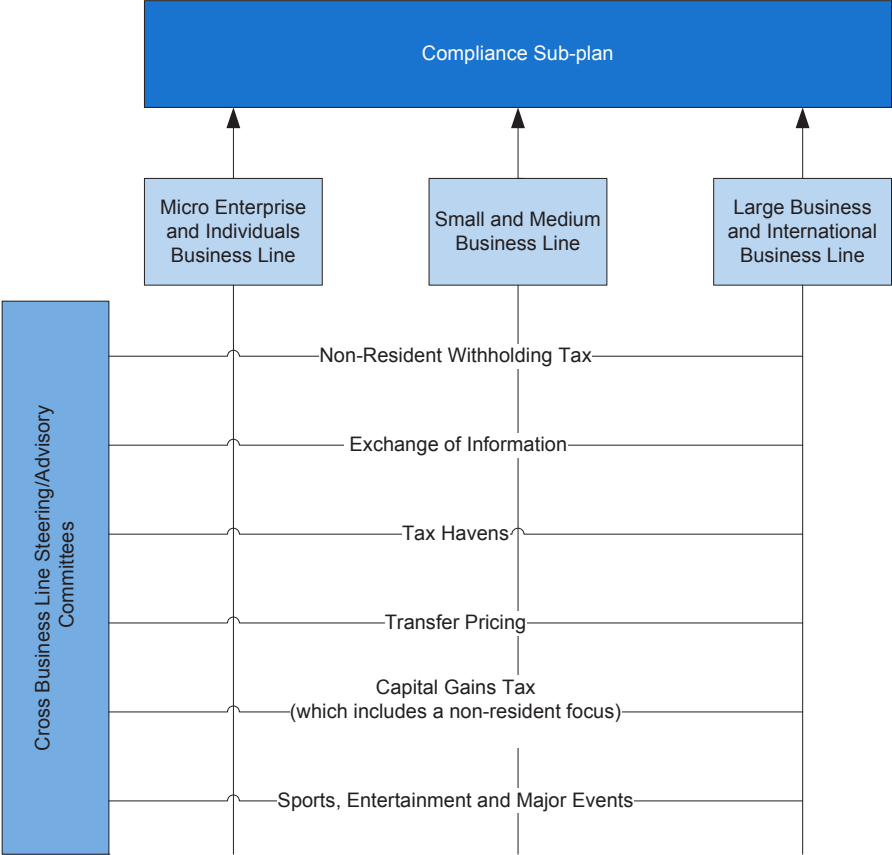 Compliance Sub-plan
Micro Enterprise
and Individuals
Business Line
Small and Medium
Business Line
Large Business
and International
Business Line
Cross Business Line Steering/Advisory
Committees
Non-Resident Withholding Tax
Exchange of Information
Tax Havens
Transfer Pricing
Capital Gains Tax
(which includes a non-resident focus)
Sports, Entertainment and Major Events